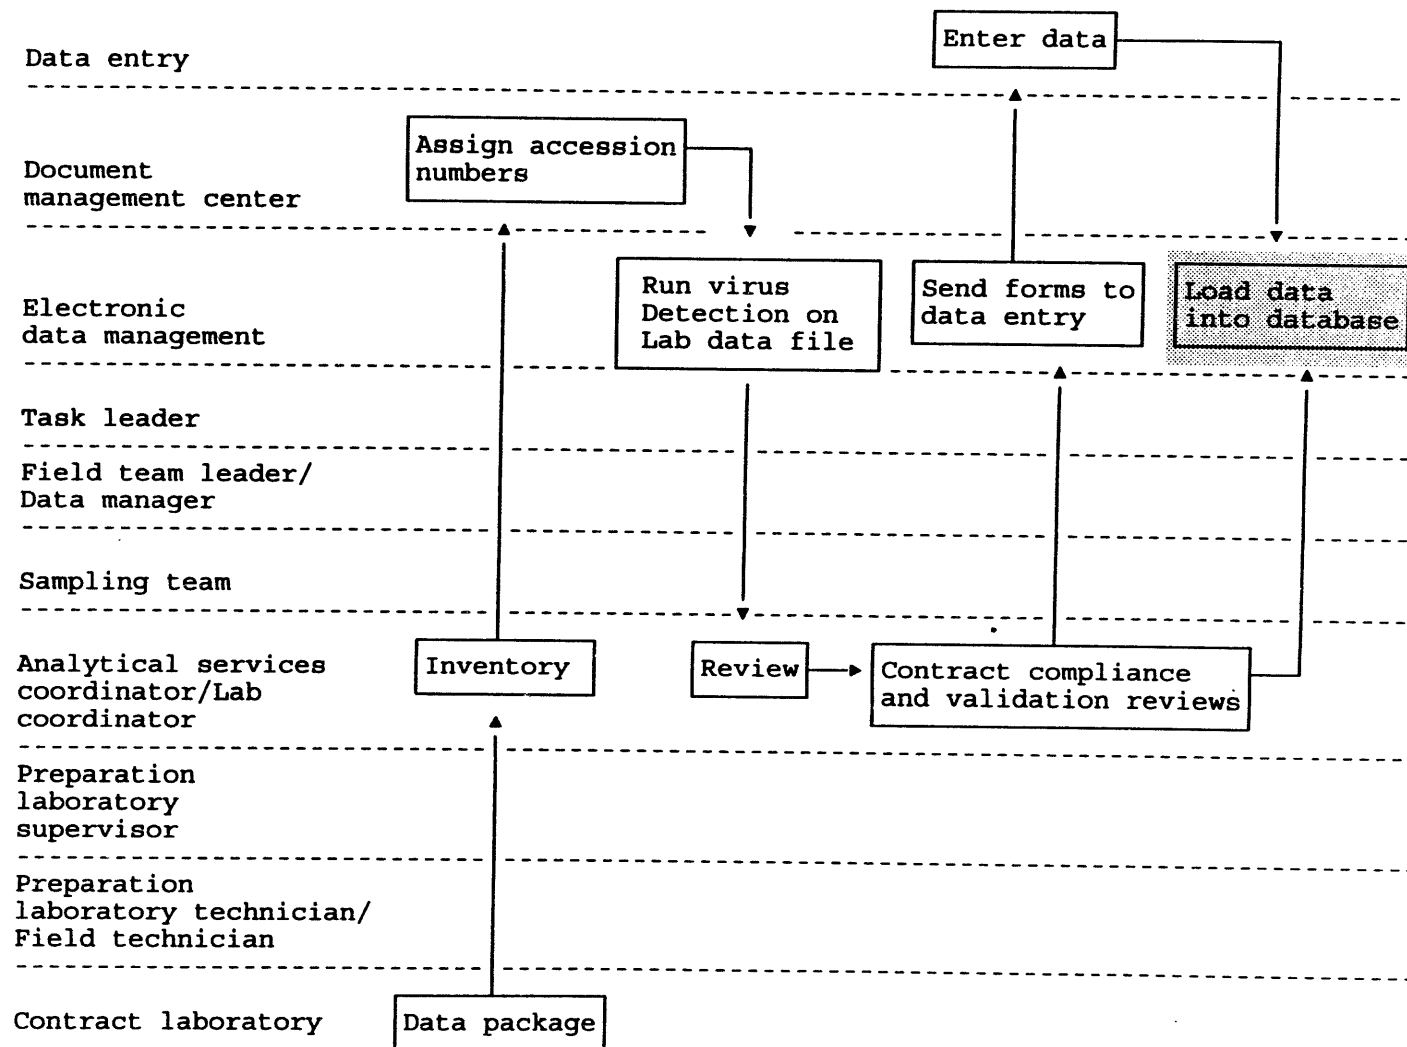 Data entry
Enter data
Document
management center
Assign accession
numbers
Electronic
data management
Run virus
Detection on
Lab data file
Send forms to
data entry
Load data
into database
Task leader
Field team leader/
Data manager
Sampling team
Analytical services
coordinator/Lab
coordinator
Inventory
Review
Contract compliance
and validation reviews
Preparation
laboratory
supervisor
Preparation
laboratory technician/
Field technician
Contract laboratory
Data package